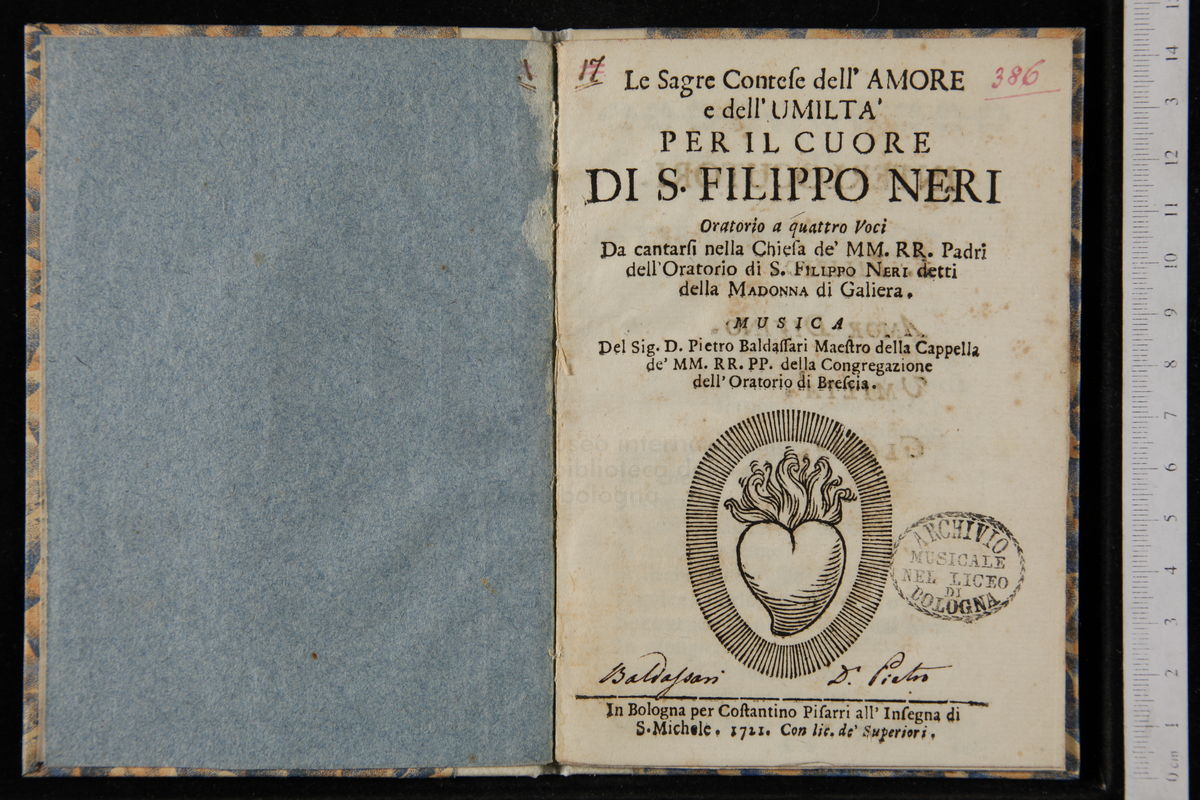 17
386
Le Sagre Conteſe dell' AMORE
e dell' UMILTA'
PER IL CUORE
DI S. FILIPPO NERI
Oratorio a quattro Voci
Da cantarſi nella Chieſa de' MM. RR. Padri
dell'Oratorio di S. FILIPPO NERI detti
della MADONNA di Galiera.
MUSICA
Del Sig. D. Pietro Baldaſſari Maeſtro della Cappella
de' MM. RR. PP. della Congregazione
dell' Oratorio di Breſcia.
ARCHIVIO
MUSICALE
NEL LICEO
DI
BOLOGNA
Baldaſsari D. Pietro
In Bologna per Coſtantino Piſarri all' Inſegna di
S. Michele. 1721. Con lic. de' Superiori.